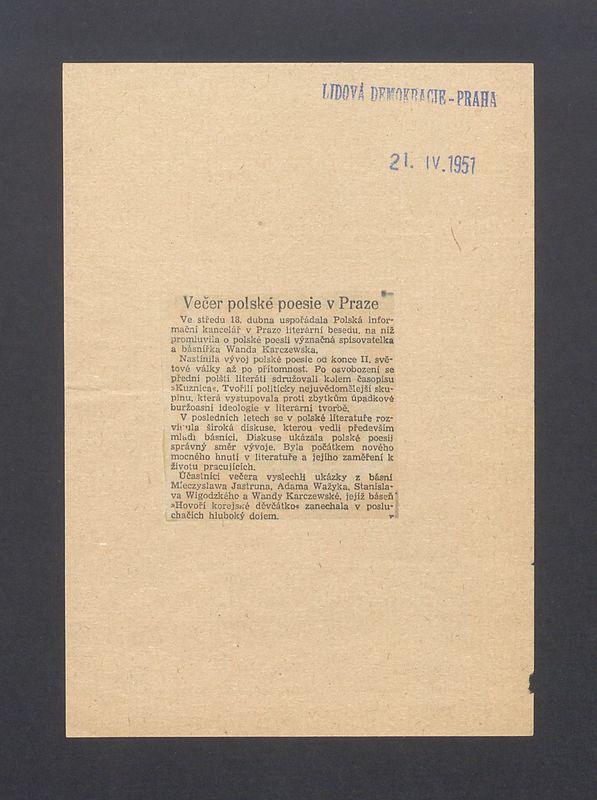 LIDOVÁ DEMOKRACIE - PRAHA
21. IV. 1951
Večer polské poesie v Praze
Ve středu 18. dubna uspořádala Polská infor-
mační kancelář v Praze literární besedu, na níž
promluvila o polské poesii význačná spisovatelka
a básnířka Wanda Karczewska.
Nastínila vývoj polské poesie od konce II. svě-
tové války až po přítomnost. Po osvobození se
přední polští literáti sdružovali kolem časopisu
»Kuznica«. Tvořili politicky nejuvědomělejší sku-
pinu, která vystupovala proti zbytkům úpadkové
buržoasní ideologie v literární tvorbě.
V posledních letech se v polské literatuře roz-
vinula široká diskuse, kterou vedli především
mladí básníci. Diskuse ukázala polské poesii
správný směr vývoje. Byla počátkem nového
mocného hnutí v literatuře a jejího zaměření k
životu pracujících.
Účastníci večera vyslechli ukázky z básní
Mieczyslawa Jastruna, Adama Ważyka, Stanisla-
va Wigodzkého a Wandy Karczewské, jejíž báseň
»Hovoří korejské děvčátko« zanechala v poslu-
chačích hluboký dojem. r